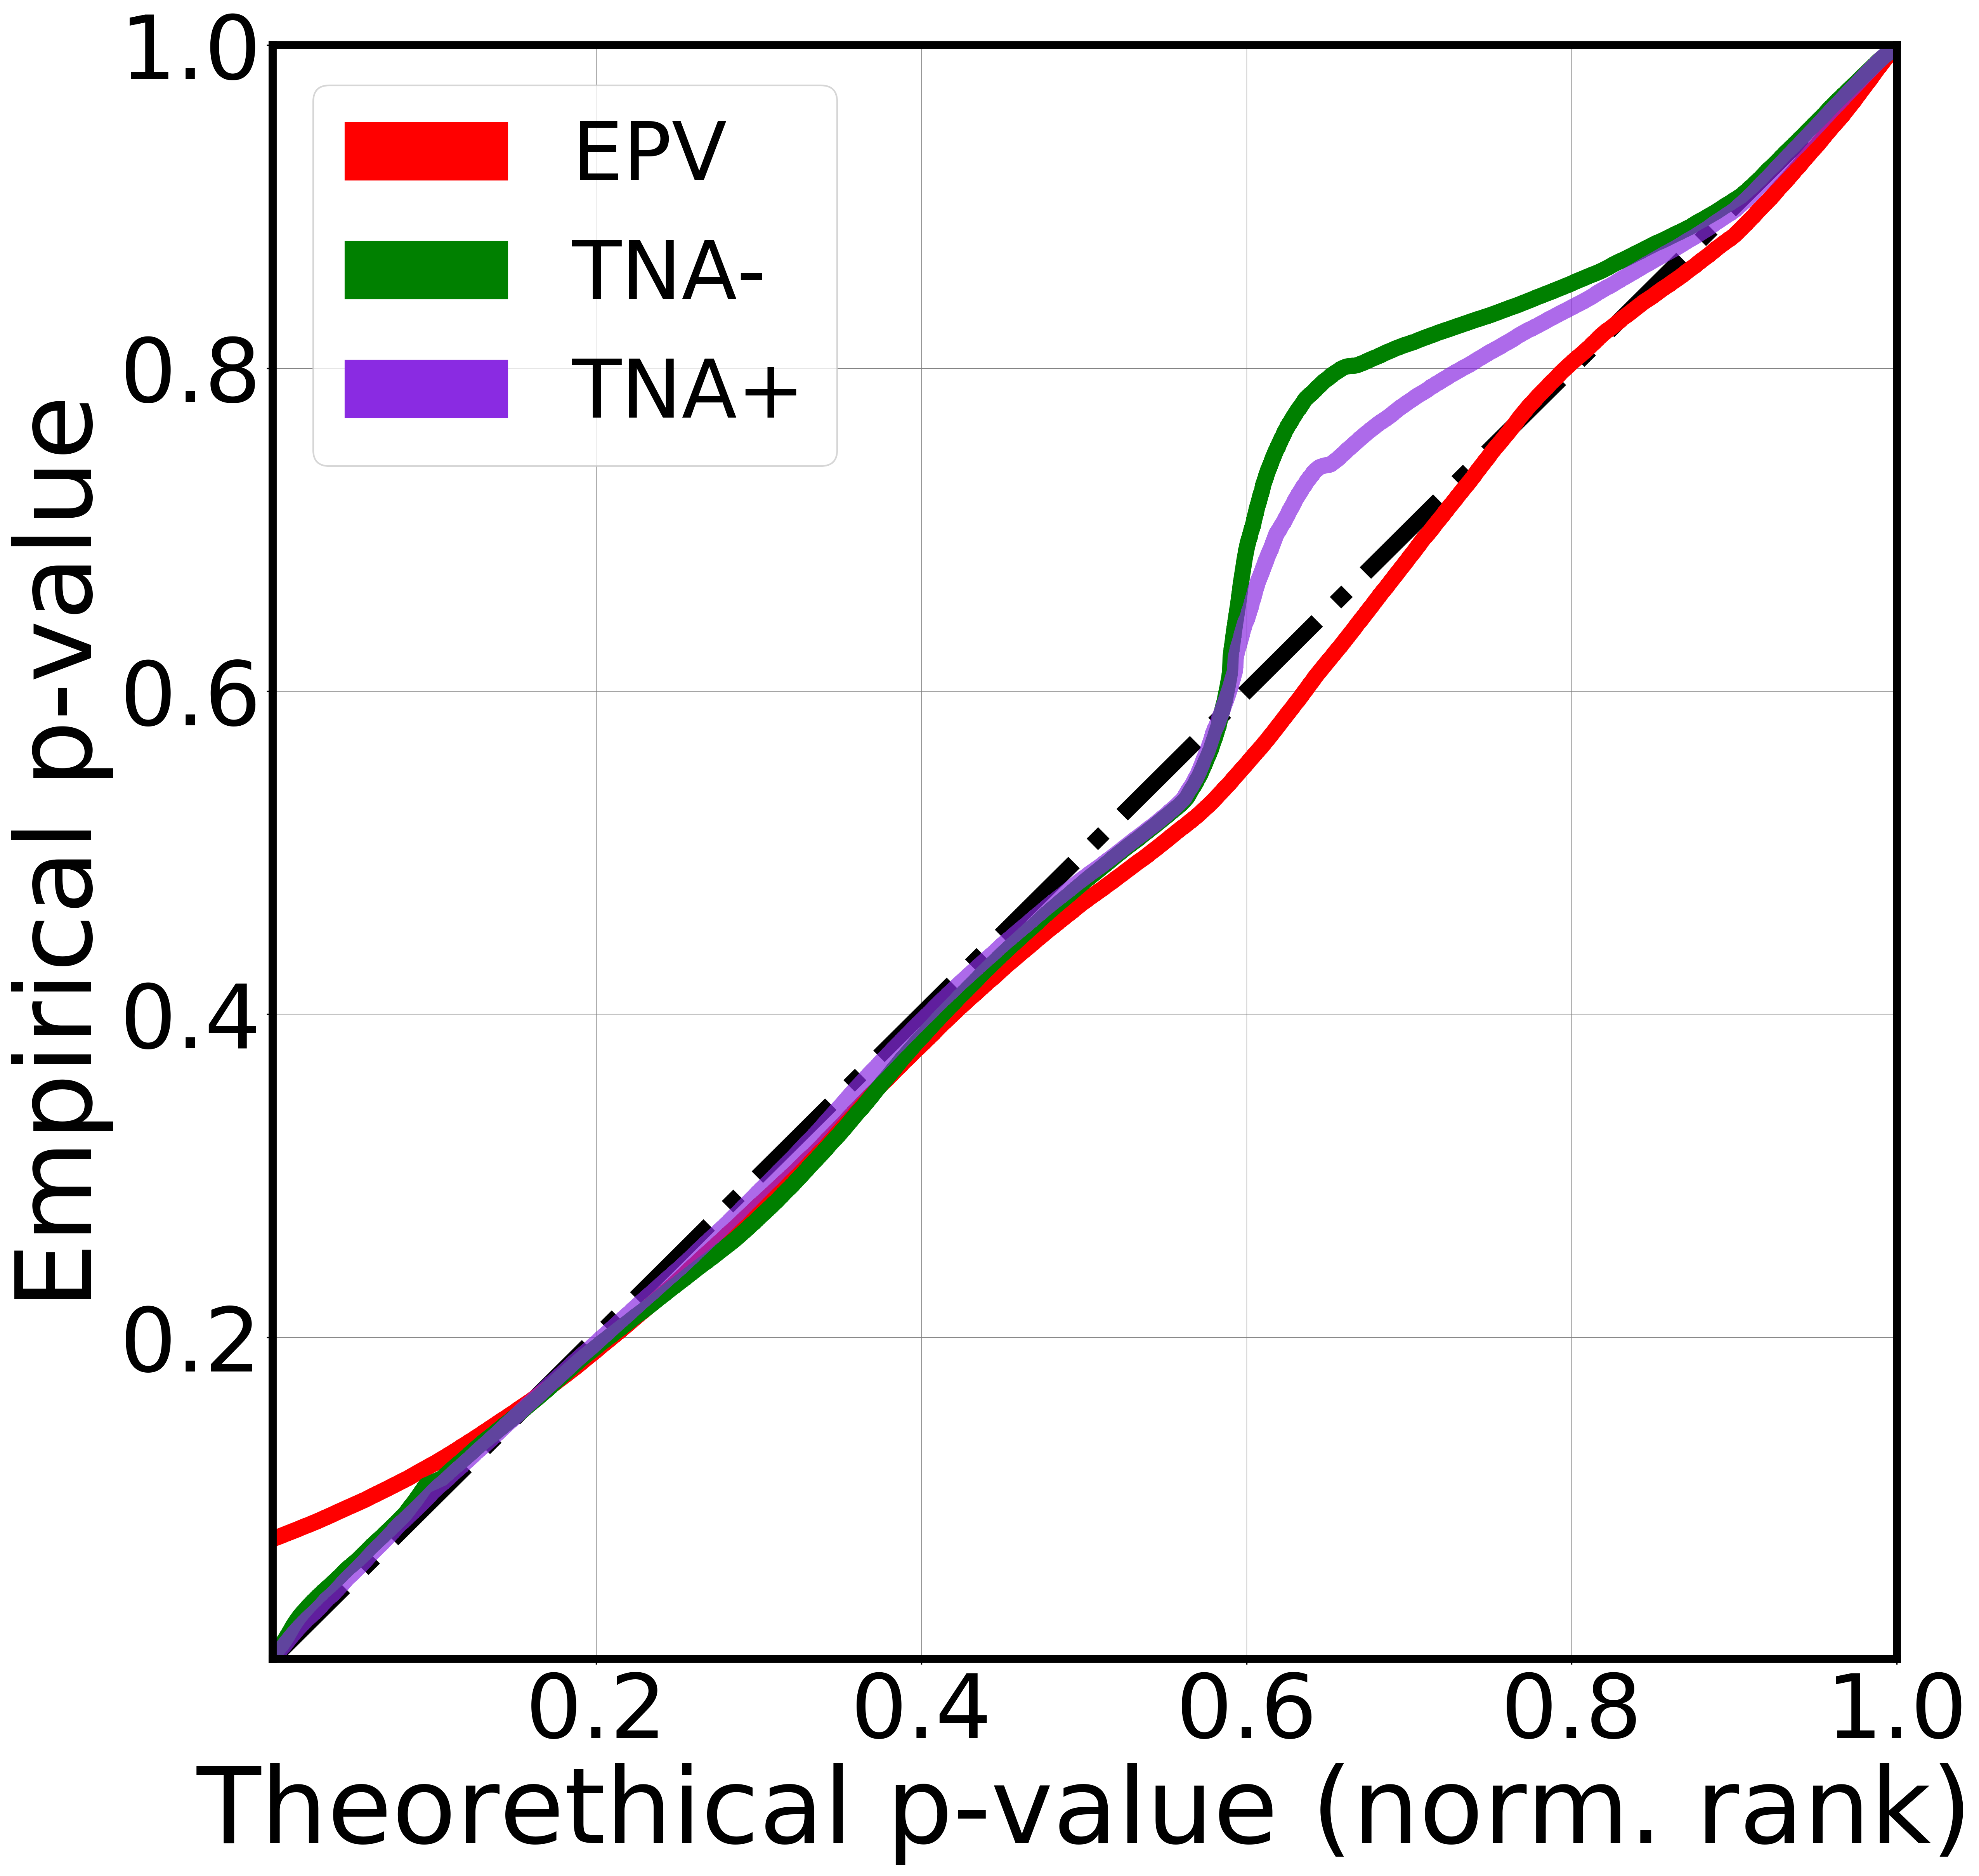 1.0
0.8
0.6
0.4
0.2
Empirical p-value
EPV
TNA-
TNA+
0.2 0.4 0.6 0.8 1.0
Theorethical p-value (norm. rank)